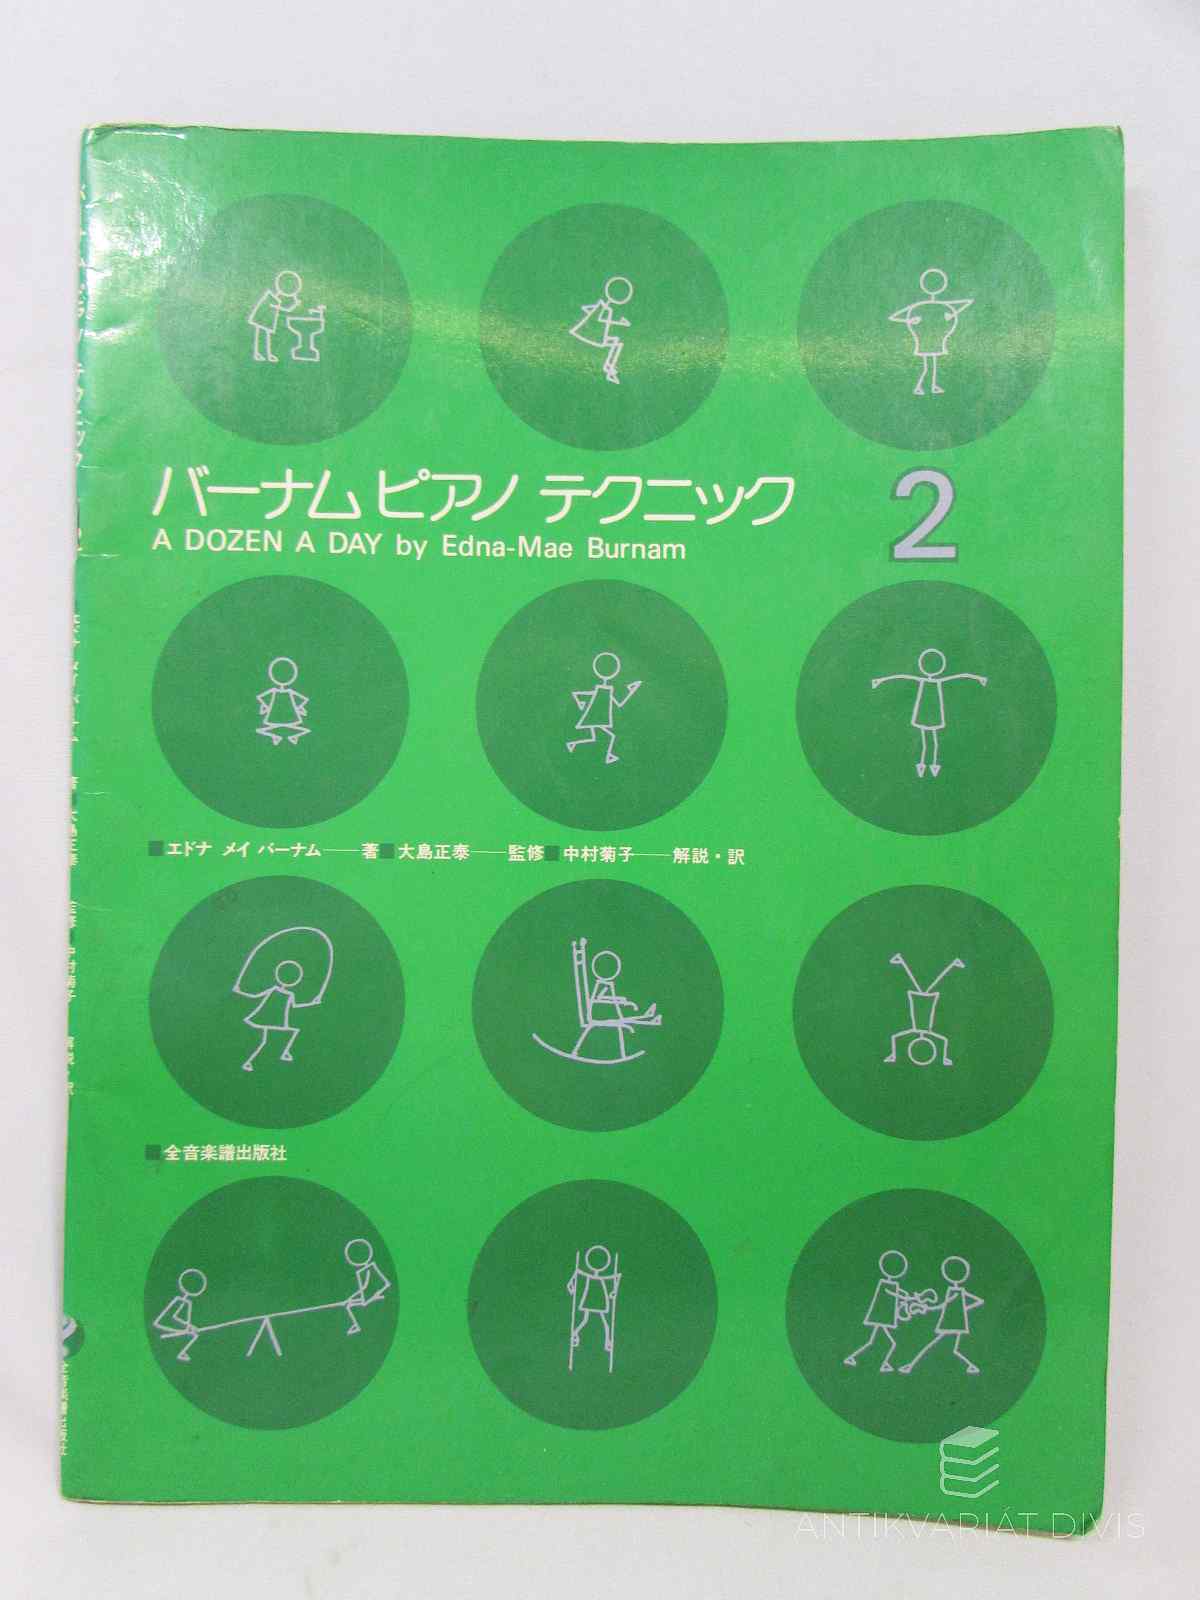 バーナム ピアノ テクニック 2
A DOZEN A DAY by Edna-Mae Burnam
■エドナ メイ バーナム——著■大島正泰——監修■中村菊子——解説・訳
■全音楽譜出版社
ANTIKVARIÁT DIVIS